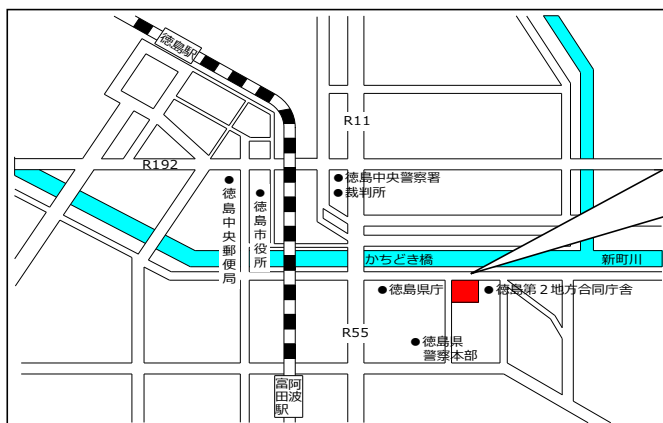 徳島駅
R11
R192
徳島中央警察署
裁判所
徳島中央郵便局
徳島市役所
かちどき橋
新町川
徳島県庁
徳島第2地方合同庁舎
R55
徳島県
警察本部
阿波
富田駅